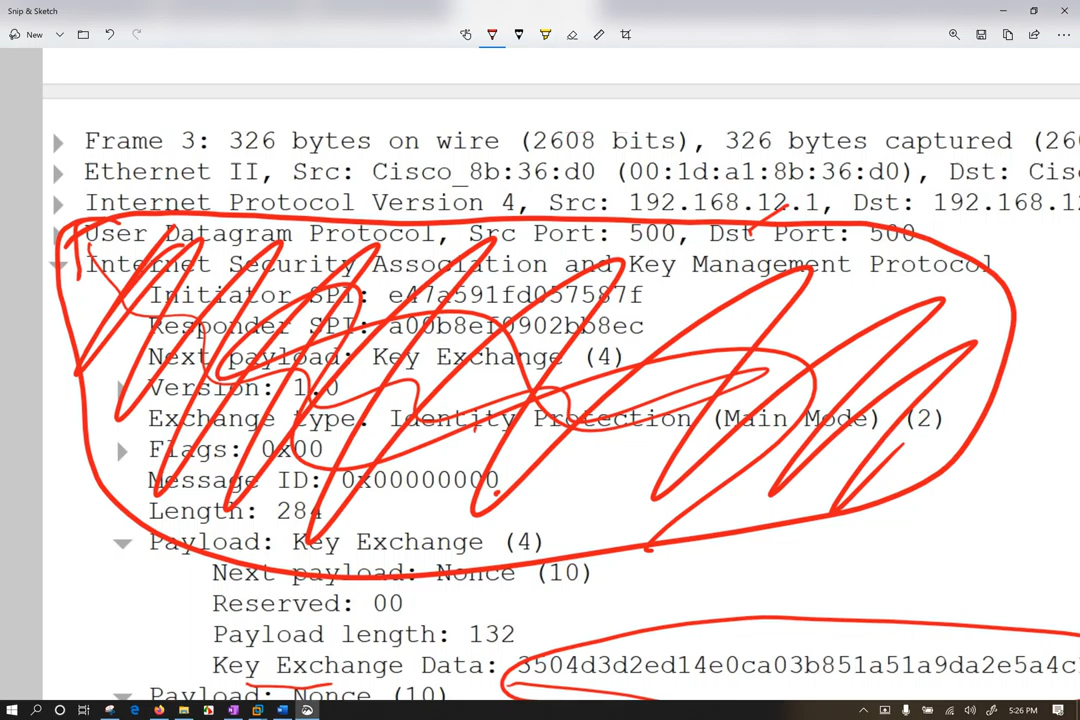 Snip & Sketch
New
Frame 3: 326 bytes on wire (2608 bits), 326 bytes captured (26
Ethernet II, Src: Cisco_8b:36:d0 (00:1d:a1:8b:36:d0), Dst: Cis
Internet Protocol Version 4, Src: 192.168.12.1, Dst: 192.168.12
User Datagram Protocol, Src Port: 500, Dst Port: 500
Internet Security Association and Key Management Protocol
Initiator SPI: e47a591fd057587f
Responder SPI: a00b8ef0902bb8ec
Next payload: Key Exchange (4)
Version: 1.0
Exchange type: Identity Protection (Main Mode) (2)
Flags: 0x00
Message ID: 0x00000000
Length: 284
Payload: Key Exchange (4)
Next payload: Nonce (10)
Reserved: 00
Payload length: 132
Key Exchange Data: 3504d3d2ed14e0ca03b851a51a9da2e5a4c
Payload: Nonce (10)
5:26 PM